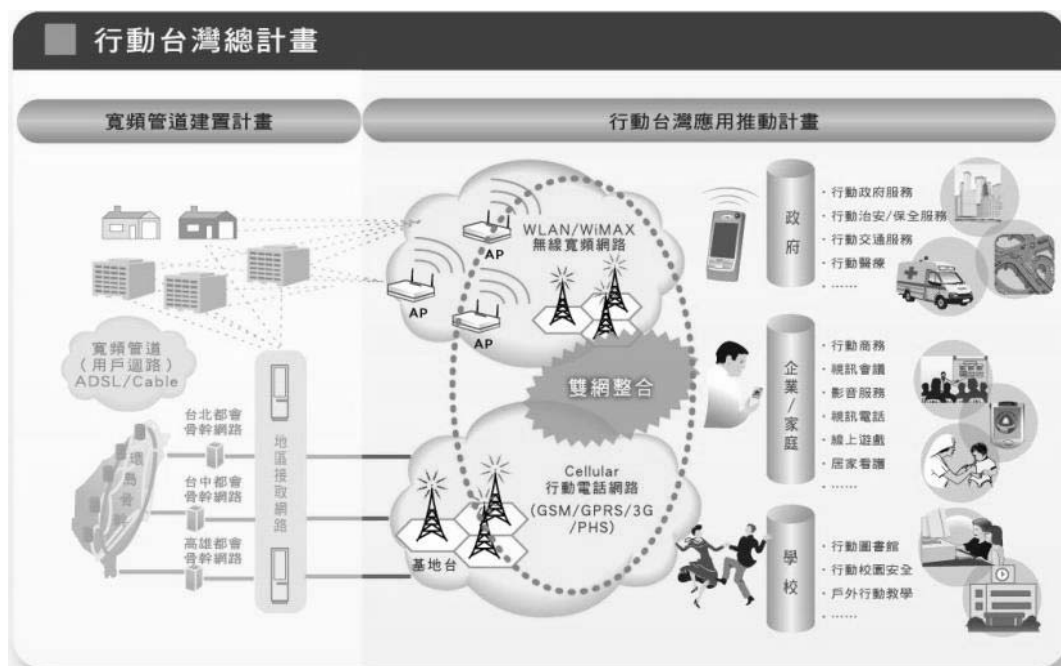 行動台灣總計畫
寬頻管道建置計畫
寬頻管道
(用戶迴路)
ADSL/Cable
台北都會
骨幹網路
台中都會
骨幹網路
高雄都會
骨幹網路
環島骨幹
地區接取網路
行動台灣應用推動計畫
AP
AP
AP
WLAN/WiMAX
無線寬頻網路
雙網整合
Cellular
行動電話網路
(GSM/GPRS/3G
/PHS)
基地台
政府
・行動政府服務
・行動治安/保全服務
・行動交通服務
・行動醫療
・……
企業/家庭
・行動商務
・視訊會議
・影音服務
・視訊電話
・線上遊戲
・居家看護
・……
學校
・行動圖書館
・行動校園安全
・戶外行動教學
・……